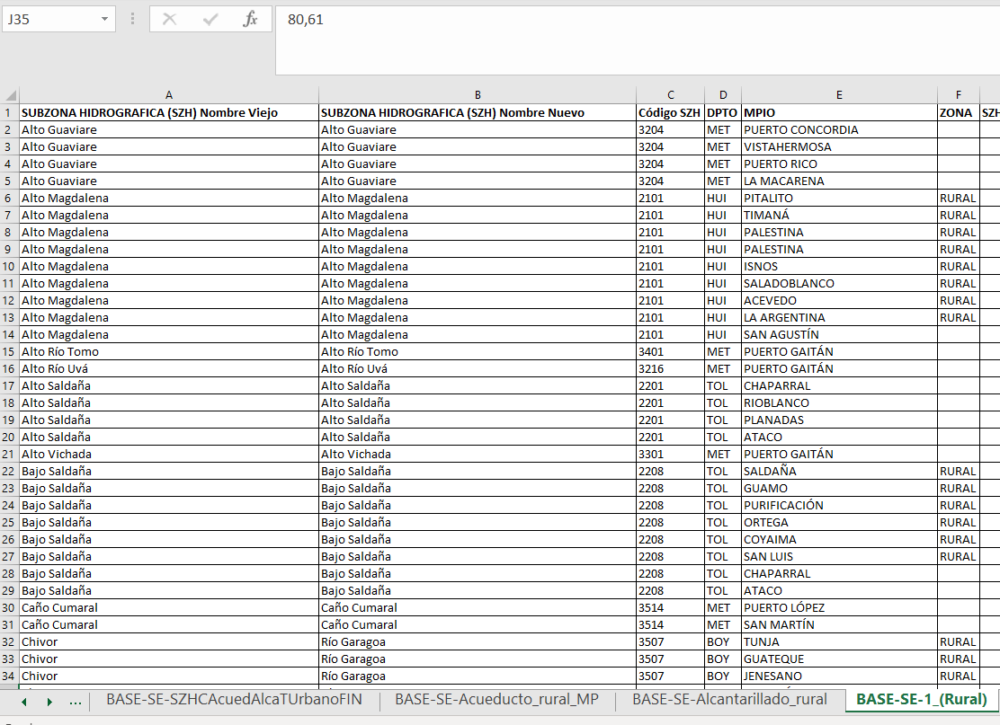 J35 fx 80,61
A B C D E F
1 SUBZONA HIDROGRAFICA (SZH) Nombre Viejo SUBZONA HIDROGRAFICA (SZH) Nombre Nuevo Código SZH DPTO MPIO ZONA SZH
2 Alto Guaviare Alto Guaviare 3204 MET PUERTO CONCORDIA
3 Alto Guaviare Alto Guaviare 3204 MET VISTAHERMOSA
4 Alto Guaviare Alto Guaviare 3204 MET PUERTO RICO
5 Alto Guaviare Alto Guaviare 3204 MET LA MACARENA
6 Alto Magdalena Alto Magdalena 2101 HUI PITALITO RURAL
7 Alto Magdalena Alto Magdalena 2101 HUI TIMANÁ RURAL
8 Alto Magdalena Alto Magdalena 2101 HUI PALESTINA RURAL
9 Alto Magdalena Alto Magdalena 2101 HUI PALESTINA RURAL
10 Alto Magdalena Alto Magdalena 2101 HUI ISNOS RURAL
11 Alto Magdalena Alto Magdalena 2101 HUI SALADOBLANCO RURAL
12 Alto Magdalena Alto Magdalena 2101 HUI ACEVEDO RURAL
13 Alto Magdalena Alto Magdalena 2101 HUI LA ARGENTINA RURAL
14 Alto Magdalena Alto Magdalena 2101 HUI SAN AGUSTÍN
15 Alto Río Tomo Alto Río Tomo 3401 MET PUERTO GAITÁN
16 Alto Río Uvá Alto Río Uvá 3216 MET PUERTO GAITÁN
17 Alto Saldaña Alto Saldaña 2201 TOL CHAPARRAL
18 Alto Saldaña Alto Saldaña 2201 TOL RIOBLANCO
19 Alto Saldaña Alto Saldaña 2201 TOL PLANADAS
20 Alto Saldaña Alto Saldaña 2201 TOL ATACO
21 Alto Vichada Alto Vichada 3301 MET PUERTO GAITÁN
22 Bajo Saldaña Bajo Saldaña 2208 TOL SALDAÑA RURAL
23 Bajo Saldaña Bajo Saldaña 2208 TOL GUAMO RURAL
24 Bajo Saldaña Bajo Saldaña 2208 TOL PURIFICACIÓN RURAL
25 Bajo Saldaña Bajo Saldaña 2208 TOL ORTEGA RURAL
26 Bajo Saldaña Bajo Saldaña 2208 TOL COYAIMA RURAL
27 Bajo Saldaña Bajo Saldaña 2208 TOL SAN LUIS RURAL
28 Bajo Saldaña Bajo Saldaña 2208 TOL CHAPARRAL
29 Bajo Saldaña Bajo Saldaña 2208 TOL ATACO
30 Caño Cumaral Caño Cumaral 3514 MET PUERTO LÓPEZ
31 Caño Cumaral Caño Cumaral 3514 MET SAN MARTÍN
32 Chivor Río Garagoa 3507 BOY TUNJA RURAL
33 Chivor Río Garagoa 3507 BOY GUATEQUE RURAL
34 Chivor Río Garagoa 3507 BOY JENESANO RURAL
... BASE-SE-SZHCAcuedAlcaTUrbanoFIN BASE-SE-Acueducto_rural_MP BASE-SE-Alcantarillado_rural BASE-SE-1_(Rural)